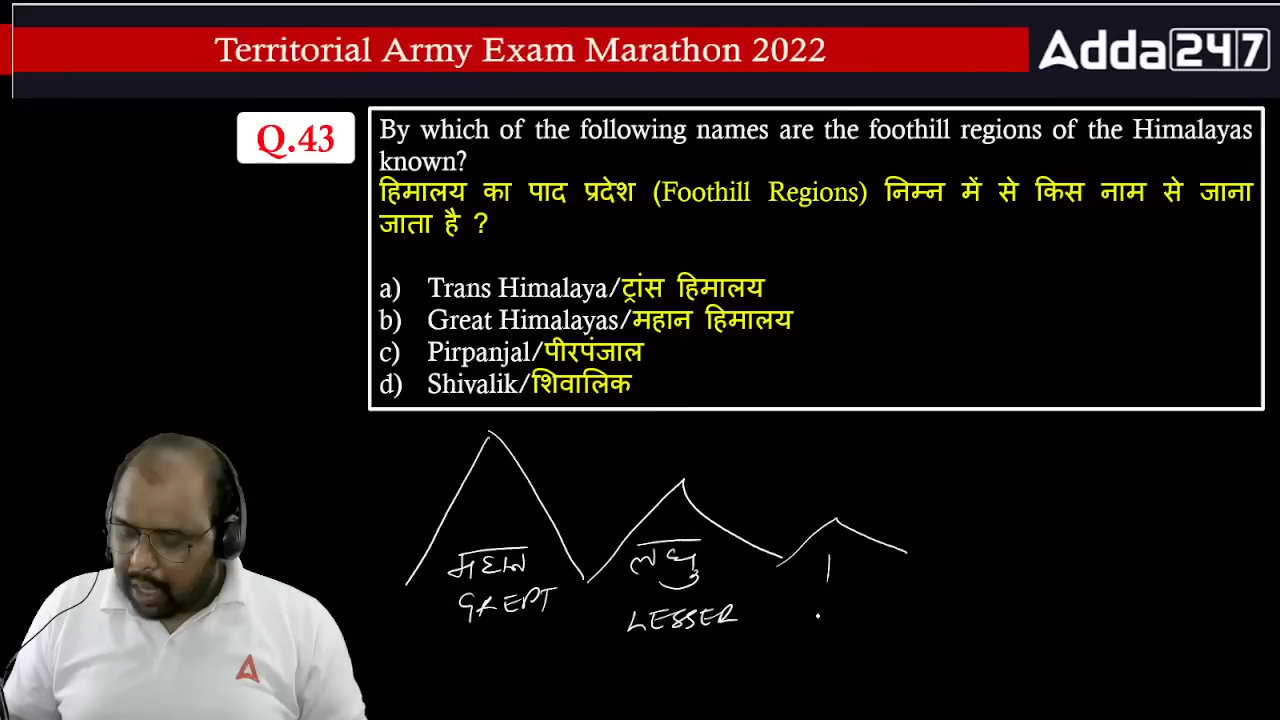 Territorial Army Exam Marathon 2022
Adda247
Q.43
By which of the following names are the foothill regions of the Himalayas
known?
हिमालय का पाद प्रदेश (Foothill Regions) निम्न में से किस नाम से जाना
जाता है ?
a) Trans Himalaya/ट्रांस हिमालय
b) Great Himalayas/महान हिमालय
c) Pirpanjal/पीरपंजाल
d) Shivalik/शिवालिक
महान
लघु
LESSER